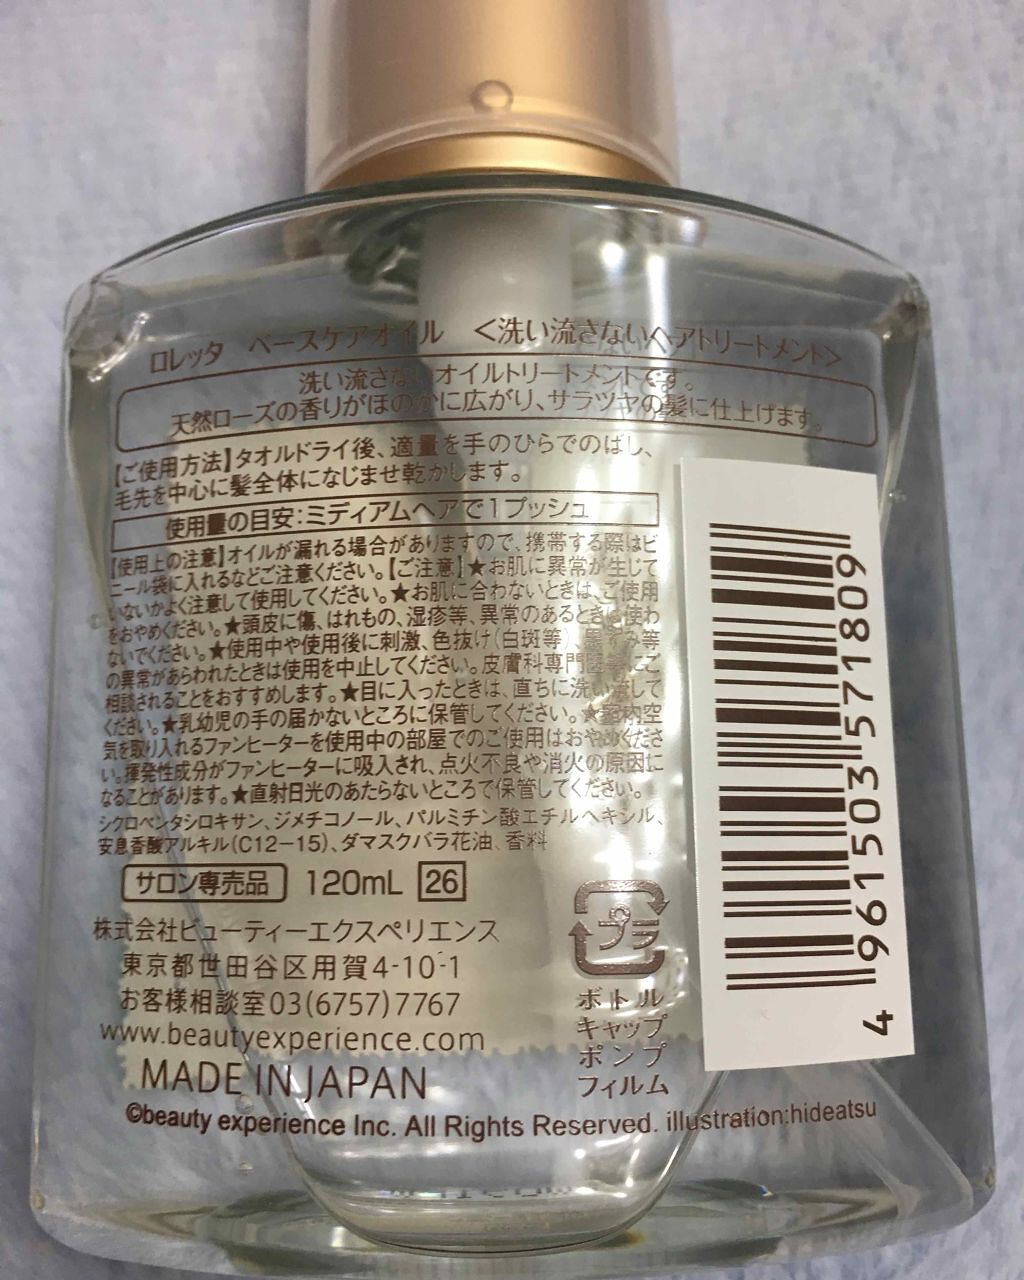 ロレッタ ベースケアオイル <洗い流さないヘアトリートメント>
洗い流さないオイルトリートメントです。
天然ローズの香りがほのかに広がり、サラツヤの髪に仕上げます。
【ご使用方法】タオルドライ後、適量を手のひらでのばし、
毛先を中心に髪全体になじませ乾かします。
使用量の目安:ミディアムヘアで1プッシュ
【使用上の注意】オイルが漏れる場合がありますので、携帯する際はビ
ニール袋に入れるなどご注意ください。【ご注意】★お肌に異常が生じて
いないかよく注意して使用してください。★お肌に合わないときは、ご使用
をおやめください。★頭皮に傷、はれもの、湿疹等、異常のあるときは使わ
ないでください。★使用中や使用後に刺激、色抜け(白斑等)、黒ずみ等
の異常があらわれたときは使用を中止してください。皮膚科専門医等にご
相談されることをおすすめします。★目に入ったときは、直ちに洗い流して
ください。★乳幼児の手の届かないところに保管してください。★室内空
気を取り入れるファンヒーターを使用中の部屋でのご使用はおやめくださ
い。揮発性成分がファンヒーターに吸入され、点火不良や消火の原因に
なることがあります。★直射日光のあたらないところで保管してください。
シクロペンタシロキサン、ジメチコノール、パルミチン酸エチルヘキシル、
安息香酸アルキル(C12-15)、ダマスクバラ花油、香料
サロン専売品 120mL 26
株式会社ビューティーエクスペリエンス
東京都世田谷区用賀4-10-1
お客様相談室03(6757)7767
www.beautyexperience.com
MADE IN JAPAN
©beauty experience Inc. All Rights Reserved. illustration:hideatsu
プラ
ボトル
キャップ
ポンプ
フィルム
4 961503 571809